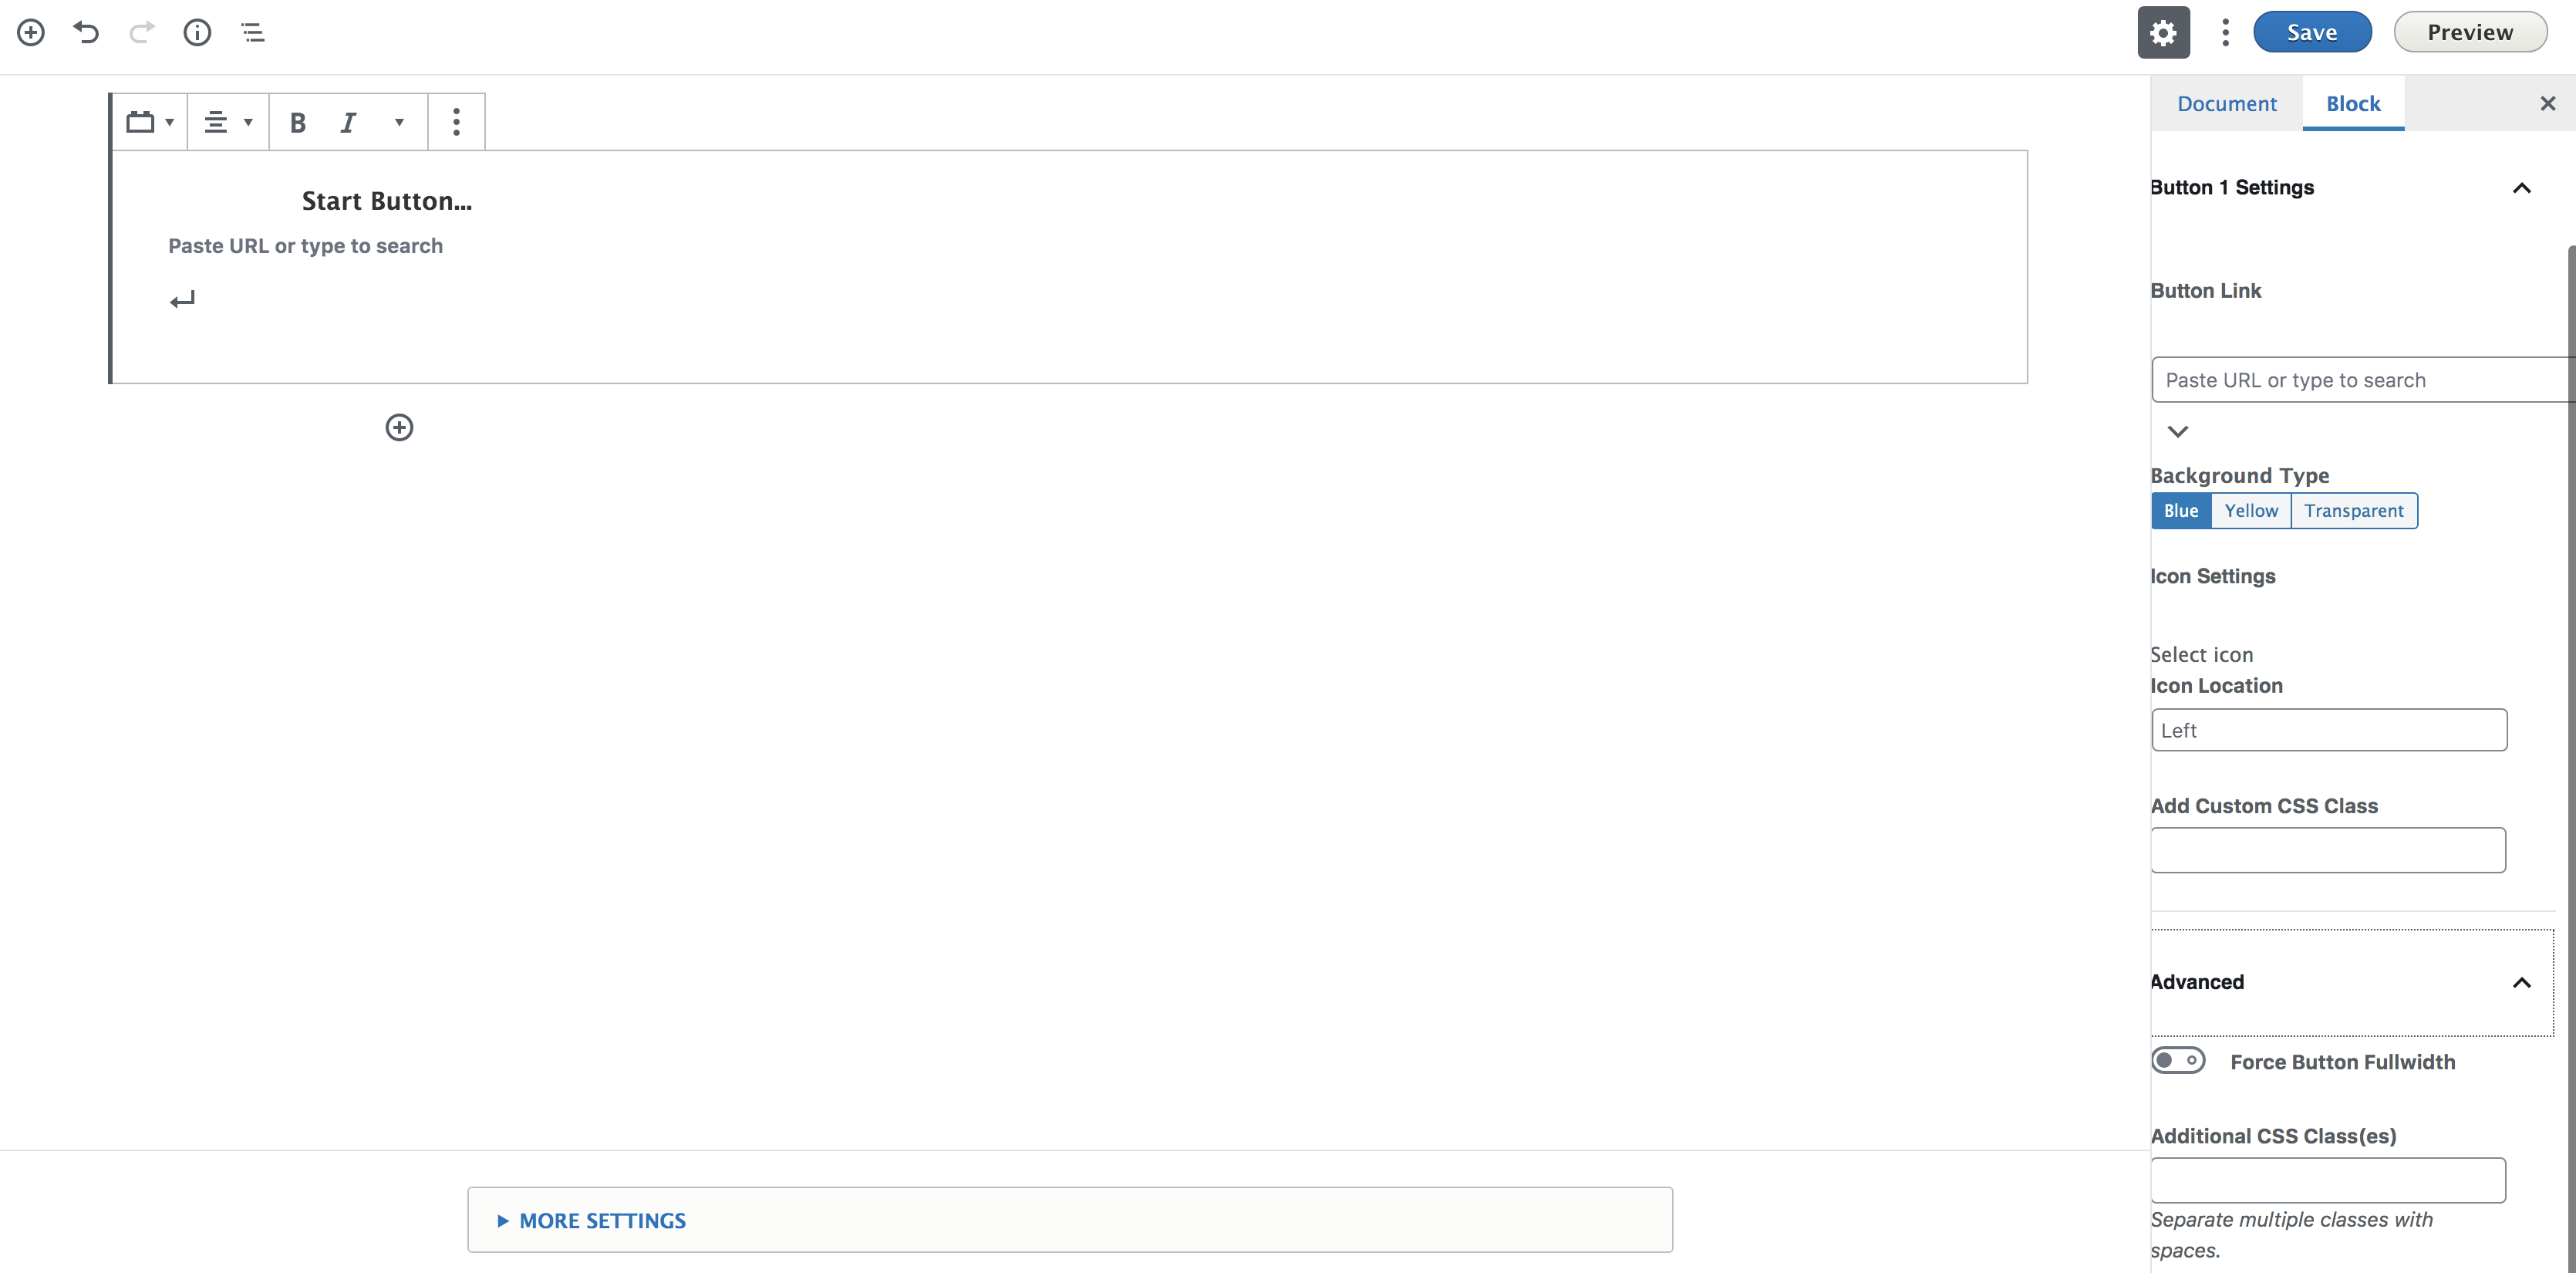 Save
Preview
B I
Document
Block
Start Button...
Paste URL or type to search
Button 1 Settings
Button Link
Paste URL or type to search
Background Type
Blue Yellow Transparent
Icon Settings
Select icon
Icon Location
Left
Add Custom CSS Class
Advanced
Force Button Fullwidth
Additional CSS Class(es)
Separate multiple classes with
spaces.
MORE SETTINGS